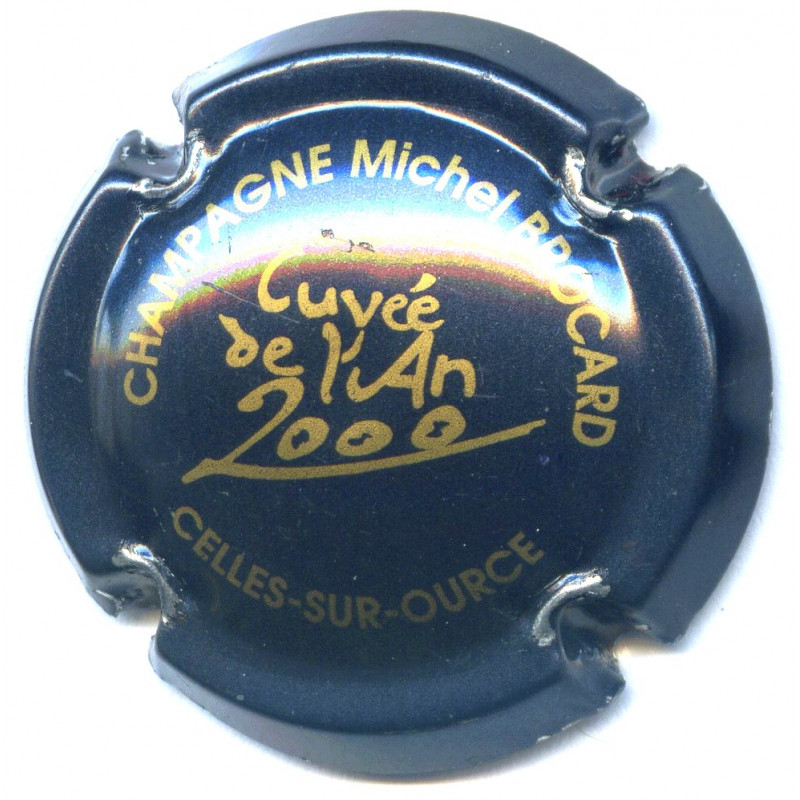 CHAMPAGNE Michel BROCARD
Cuvée
de l'An
2000
CELLES-SUR-OURCE